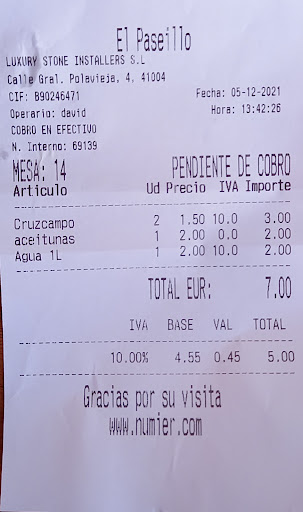 El Paseillo
LUXURY STONE INSTALLERS S.L
Calle Gral. Polavieja, 4, 41004
CIF: B90246471 Fecha: 05-12-2021
Operario: david Hora: 13:42:26
COBRO EN EFECTIVO
N. Interno: 69139
MESA: 14 PENDIENTE DE COBRO
Articulo Ud Precio IVA Importe
Cruzcampo 2 1.50 10.0 3.00
aceitunas 1 2.00 0.0 2.00
Agua 1L 1 2.00 10.0 2.00
TOTAL EUR: 7.00
IVA BASE VAL TOTAL
10.00% 4.55 0.45 5.00
Gracias por su visita
www.numier.com